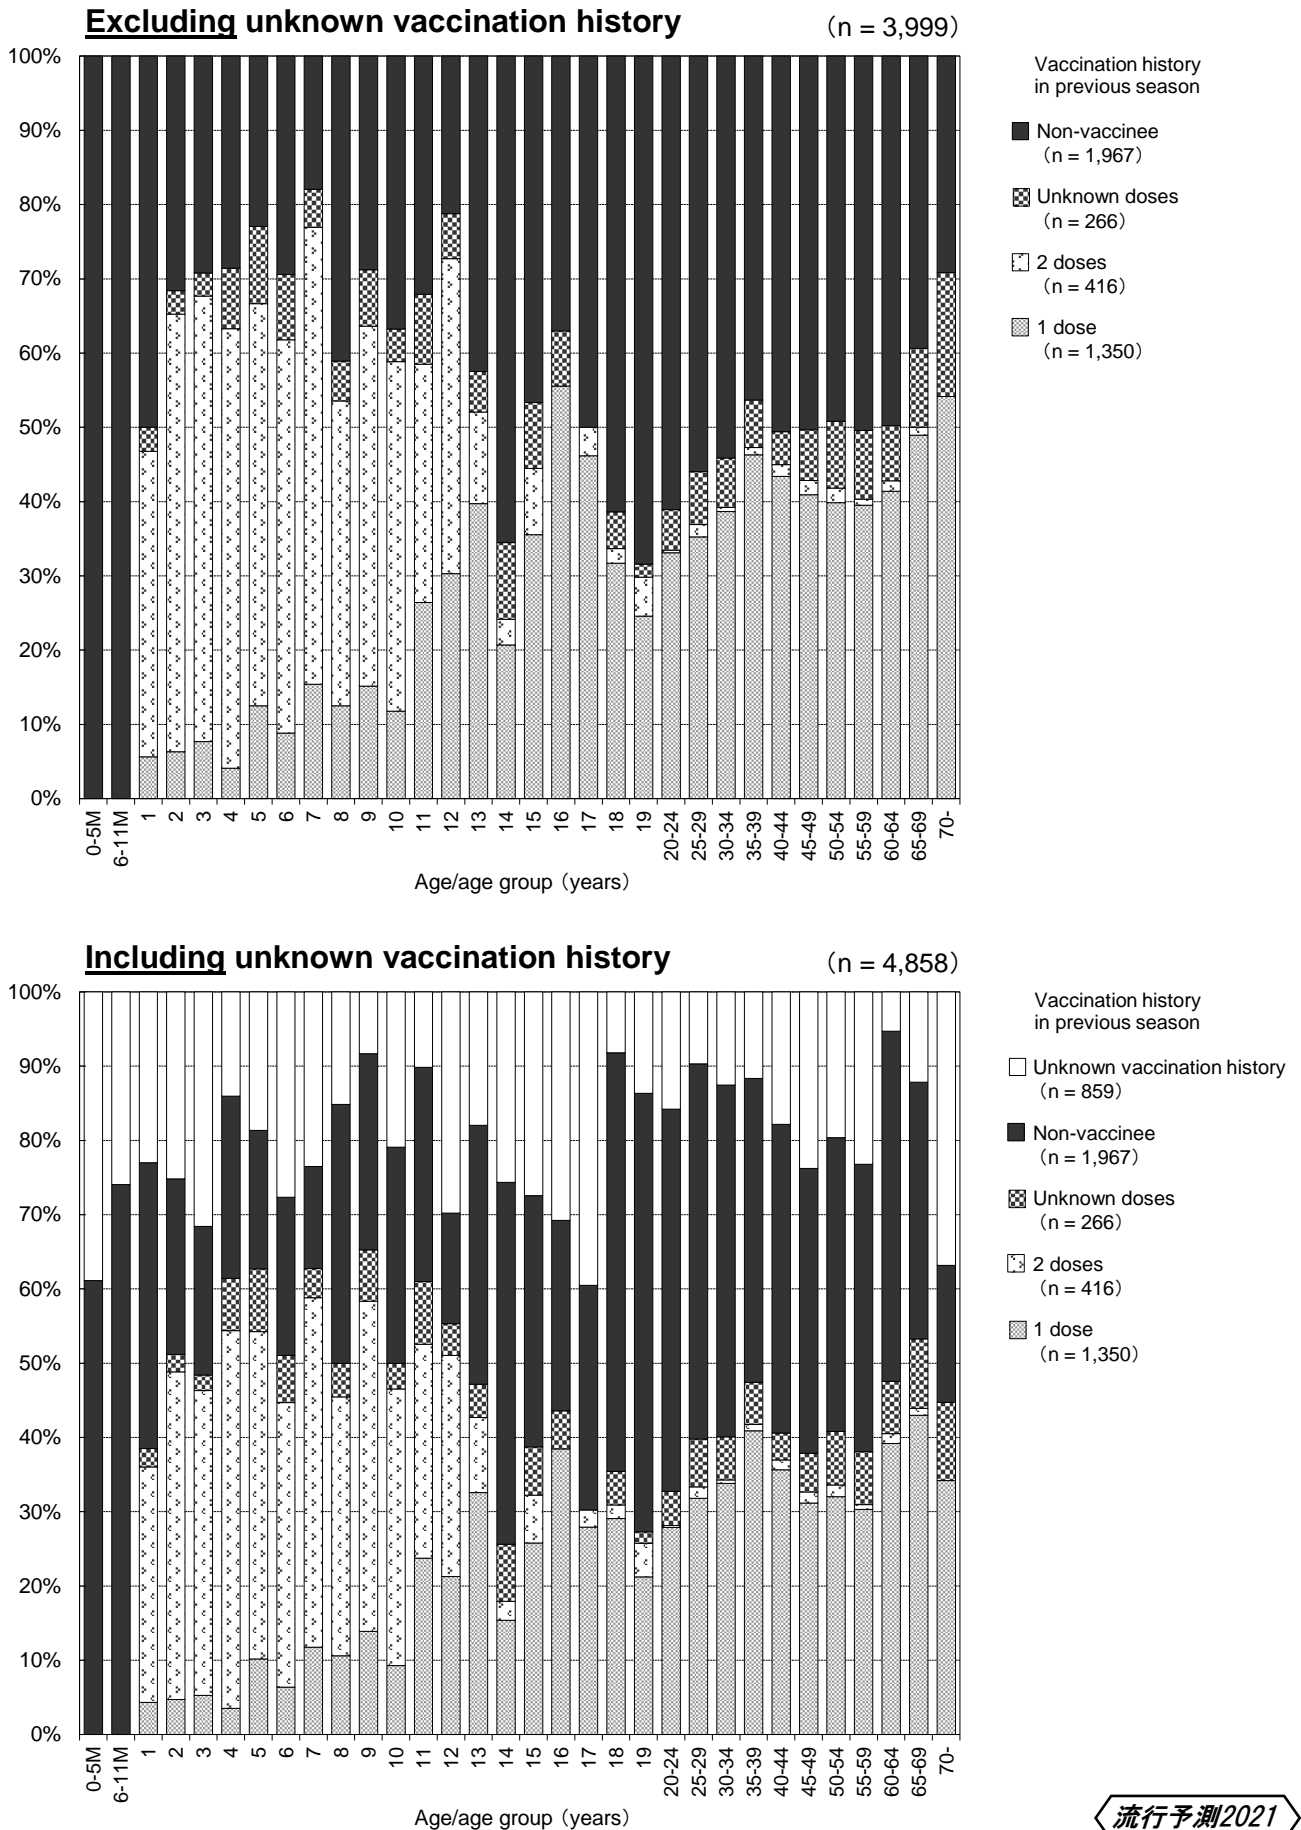 Excluding unknown vaccination history
（n = 3,999）
100%
90%
80%
70%
60%
50%
40%
30%
20%
10%
0%
0-5M
6-11M
1
2
3
4
5
6
7
8
9
10
11
12
13
14
15
16
17
18
19
20-24
25-29
30-34
35-39
40-44
45-49
50-54
55-59
60-64
65-69
70-
Age/age group（years）
Vaccination history
in previous season
Non-vaccinee
（n = 1,967）
Unknown doses
（n = 266）
2 doses
（n = 416）
1 dose
（n = 1,350）
Including unknown vaccination history
（n = 4,858）
100%
90%
80%
70%
60%
50%
40%
30%
20%
10%
0%
0-5M
6-11M
1
2
3
4
5
6
7
8
9
10
11
12
13
14
15
16
17
18
19
20-24
25-29
30-34
35-39
40-44
45-49
50-54
55-59
60-64
65-69
70-
Age/age group（years）
Vaccination history
in previous season
Unknown vaccination history
（n = 859）
Non-vaccinee
（n = 1,967）
Unknown doses
（n = 266）
2 doses
（n = 416）
1 dose
（n = 1,350）
流行予測2021